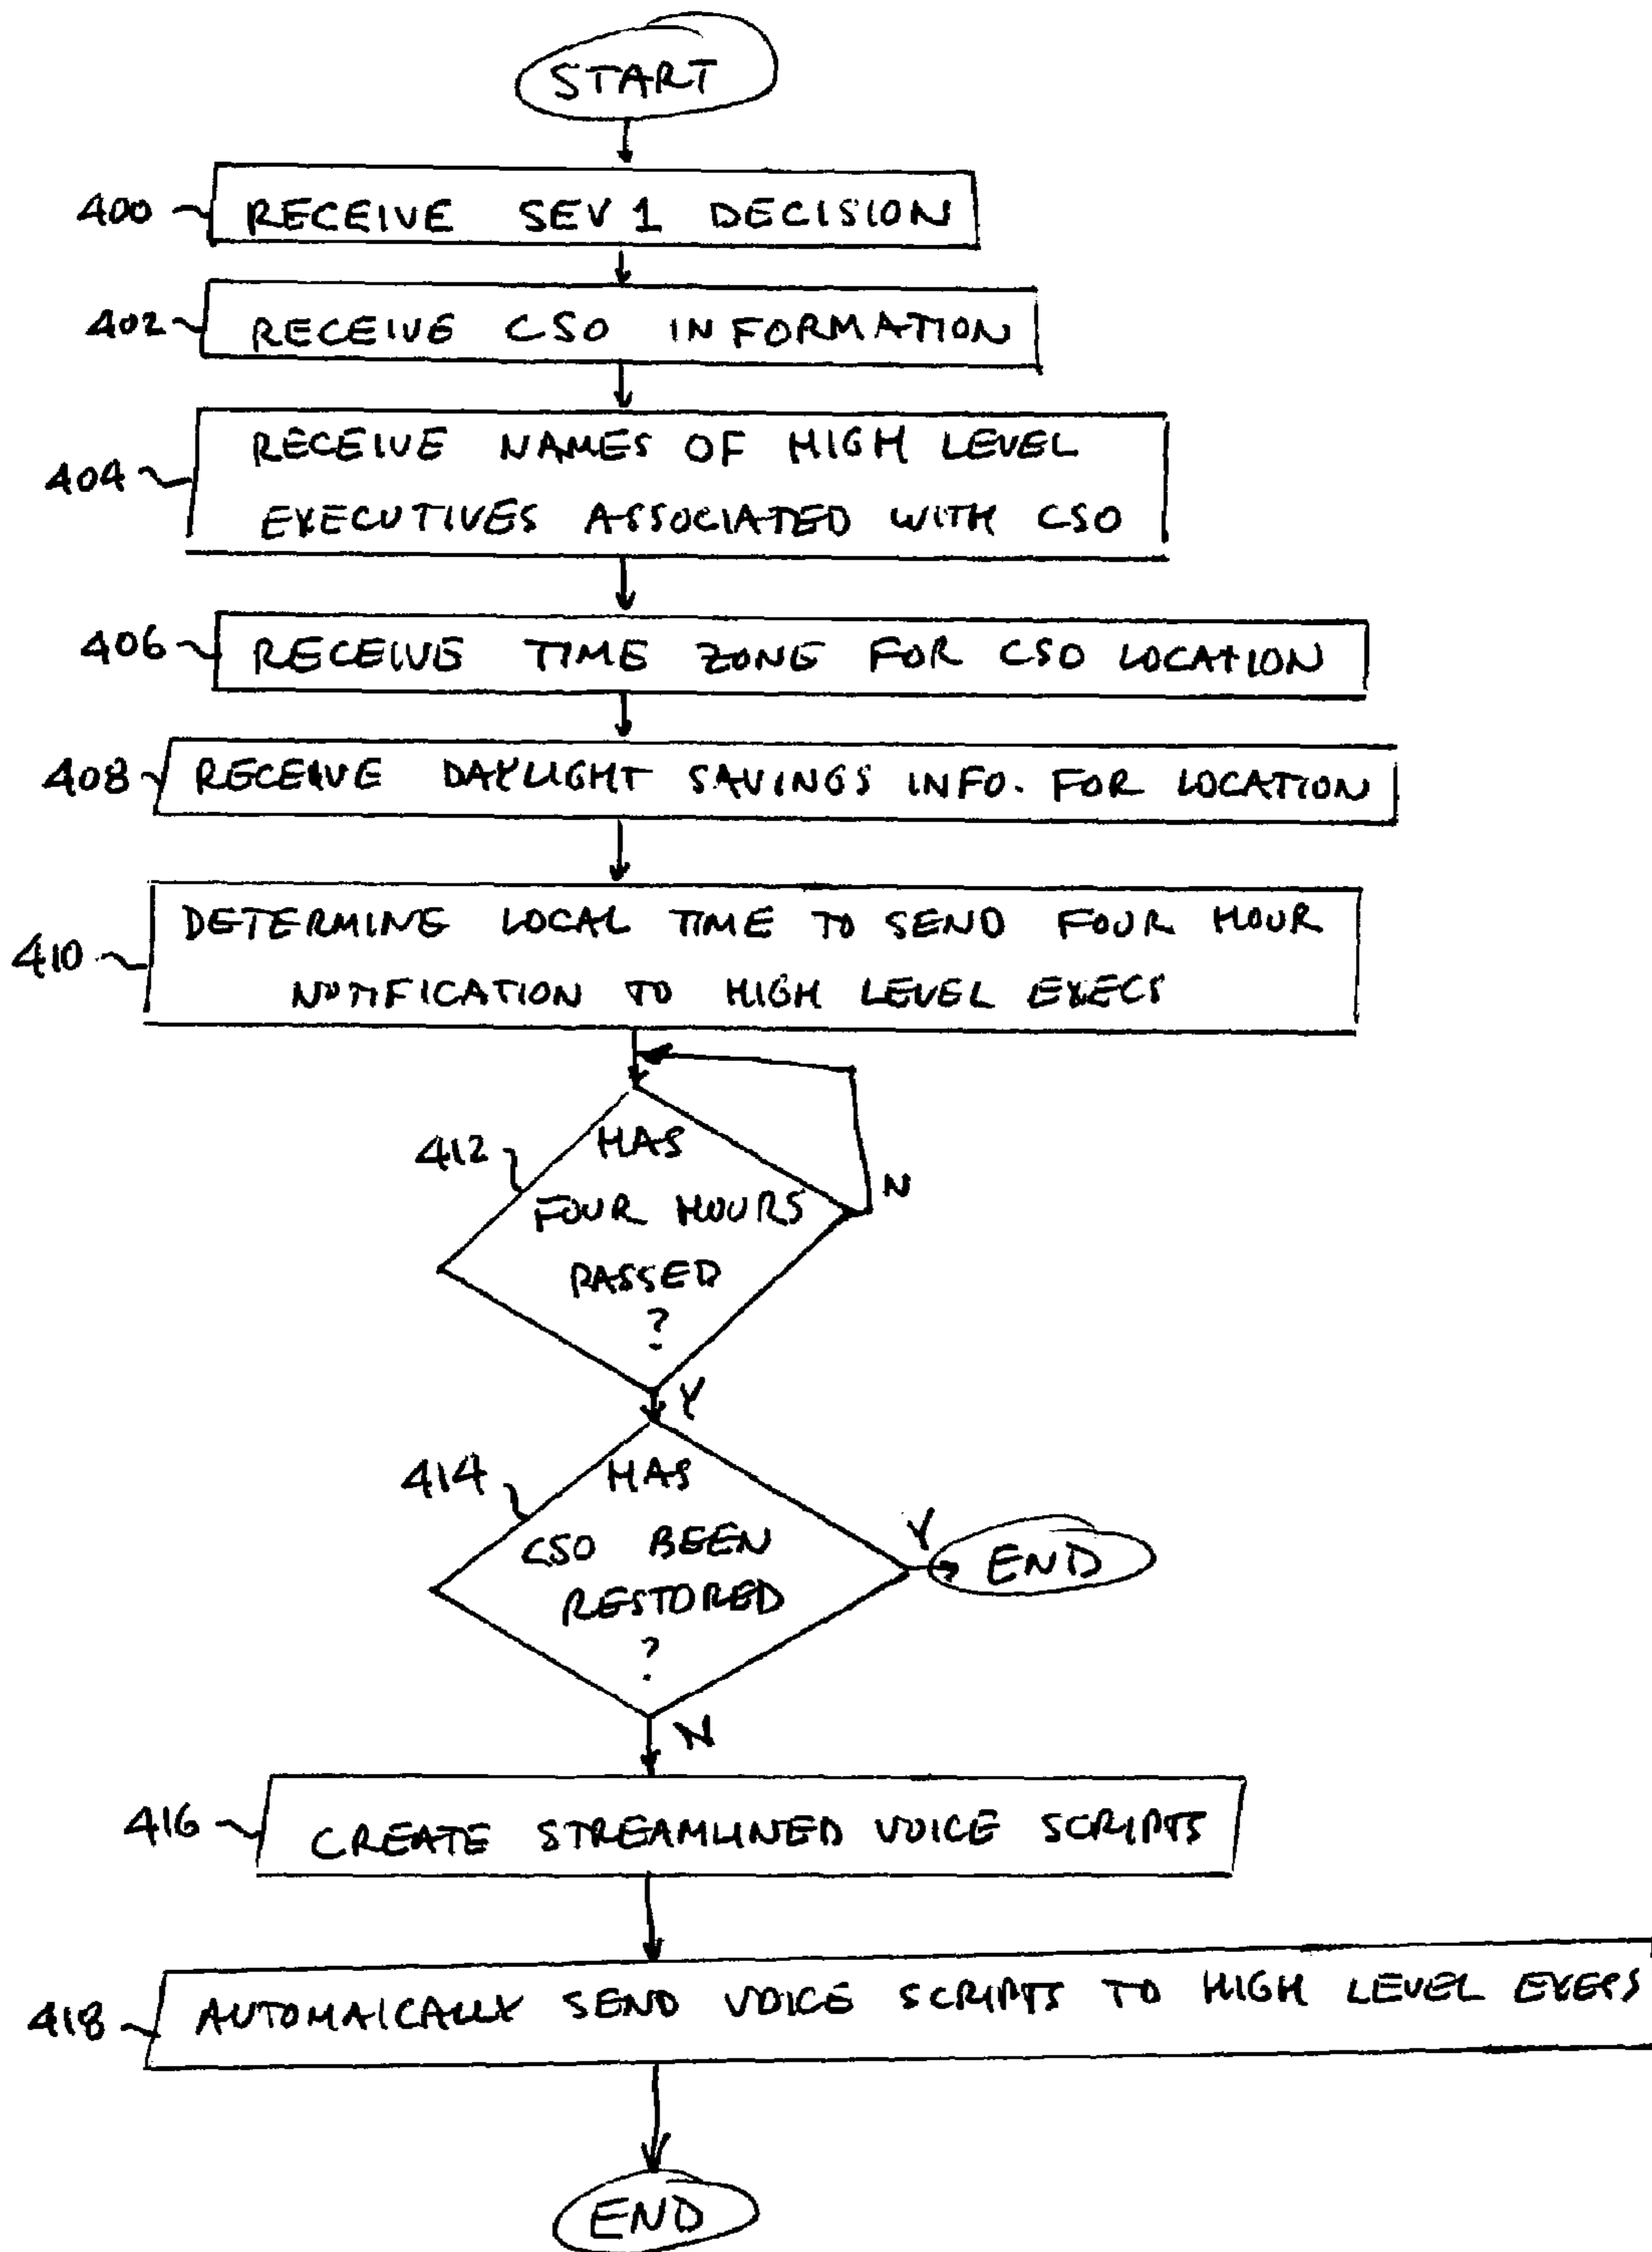 START
400 RECEIVE SEV 1 DECISION
402 RECEIVE CSO INFORMATION
RECEIVE NAMES OF HIGH LEVEL
404
EXECUTIVES ASSOCIATED WITH CSO
406 RECEIVE TIME ZONE FOR CSO LOCATION
408 RECEIVE DAYLIGHT SAVINGS INFO. FOR LOCATION
DETERMINE LOCAL TIME TO SEND FOUR HOUR
410
NOTIFICATION TO HIGH LEVEL EXECS
412 HAS
FOUR HOURS
N
PASSED
?
Y
414 HAS
CSO BEEN
RESTORED
?
Y
END
N
416 CREATE STREAMLINED VOICE SCRIPTS
418 AUTOMAICALLY SEND VOICE SCRIPTS TO HIGH LEVEL EXECS
END